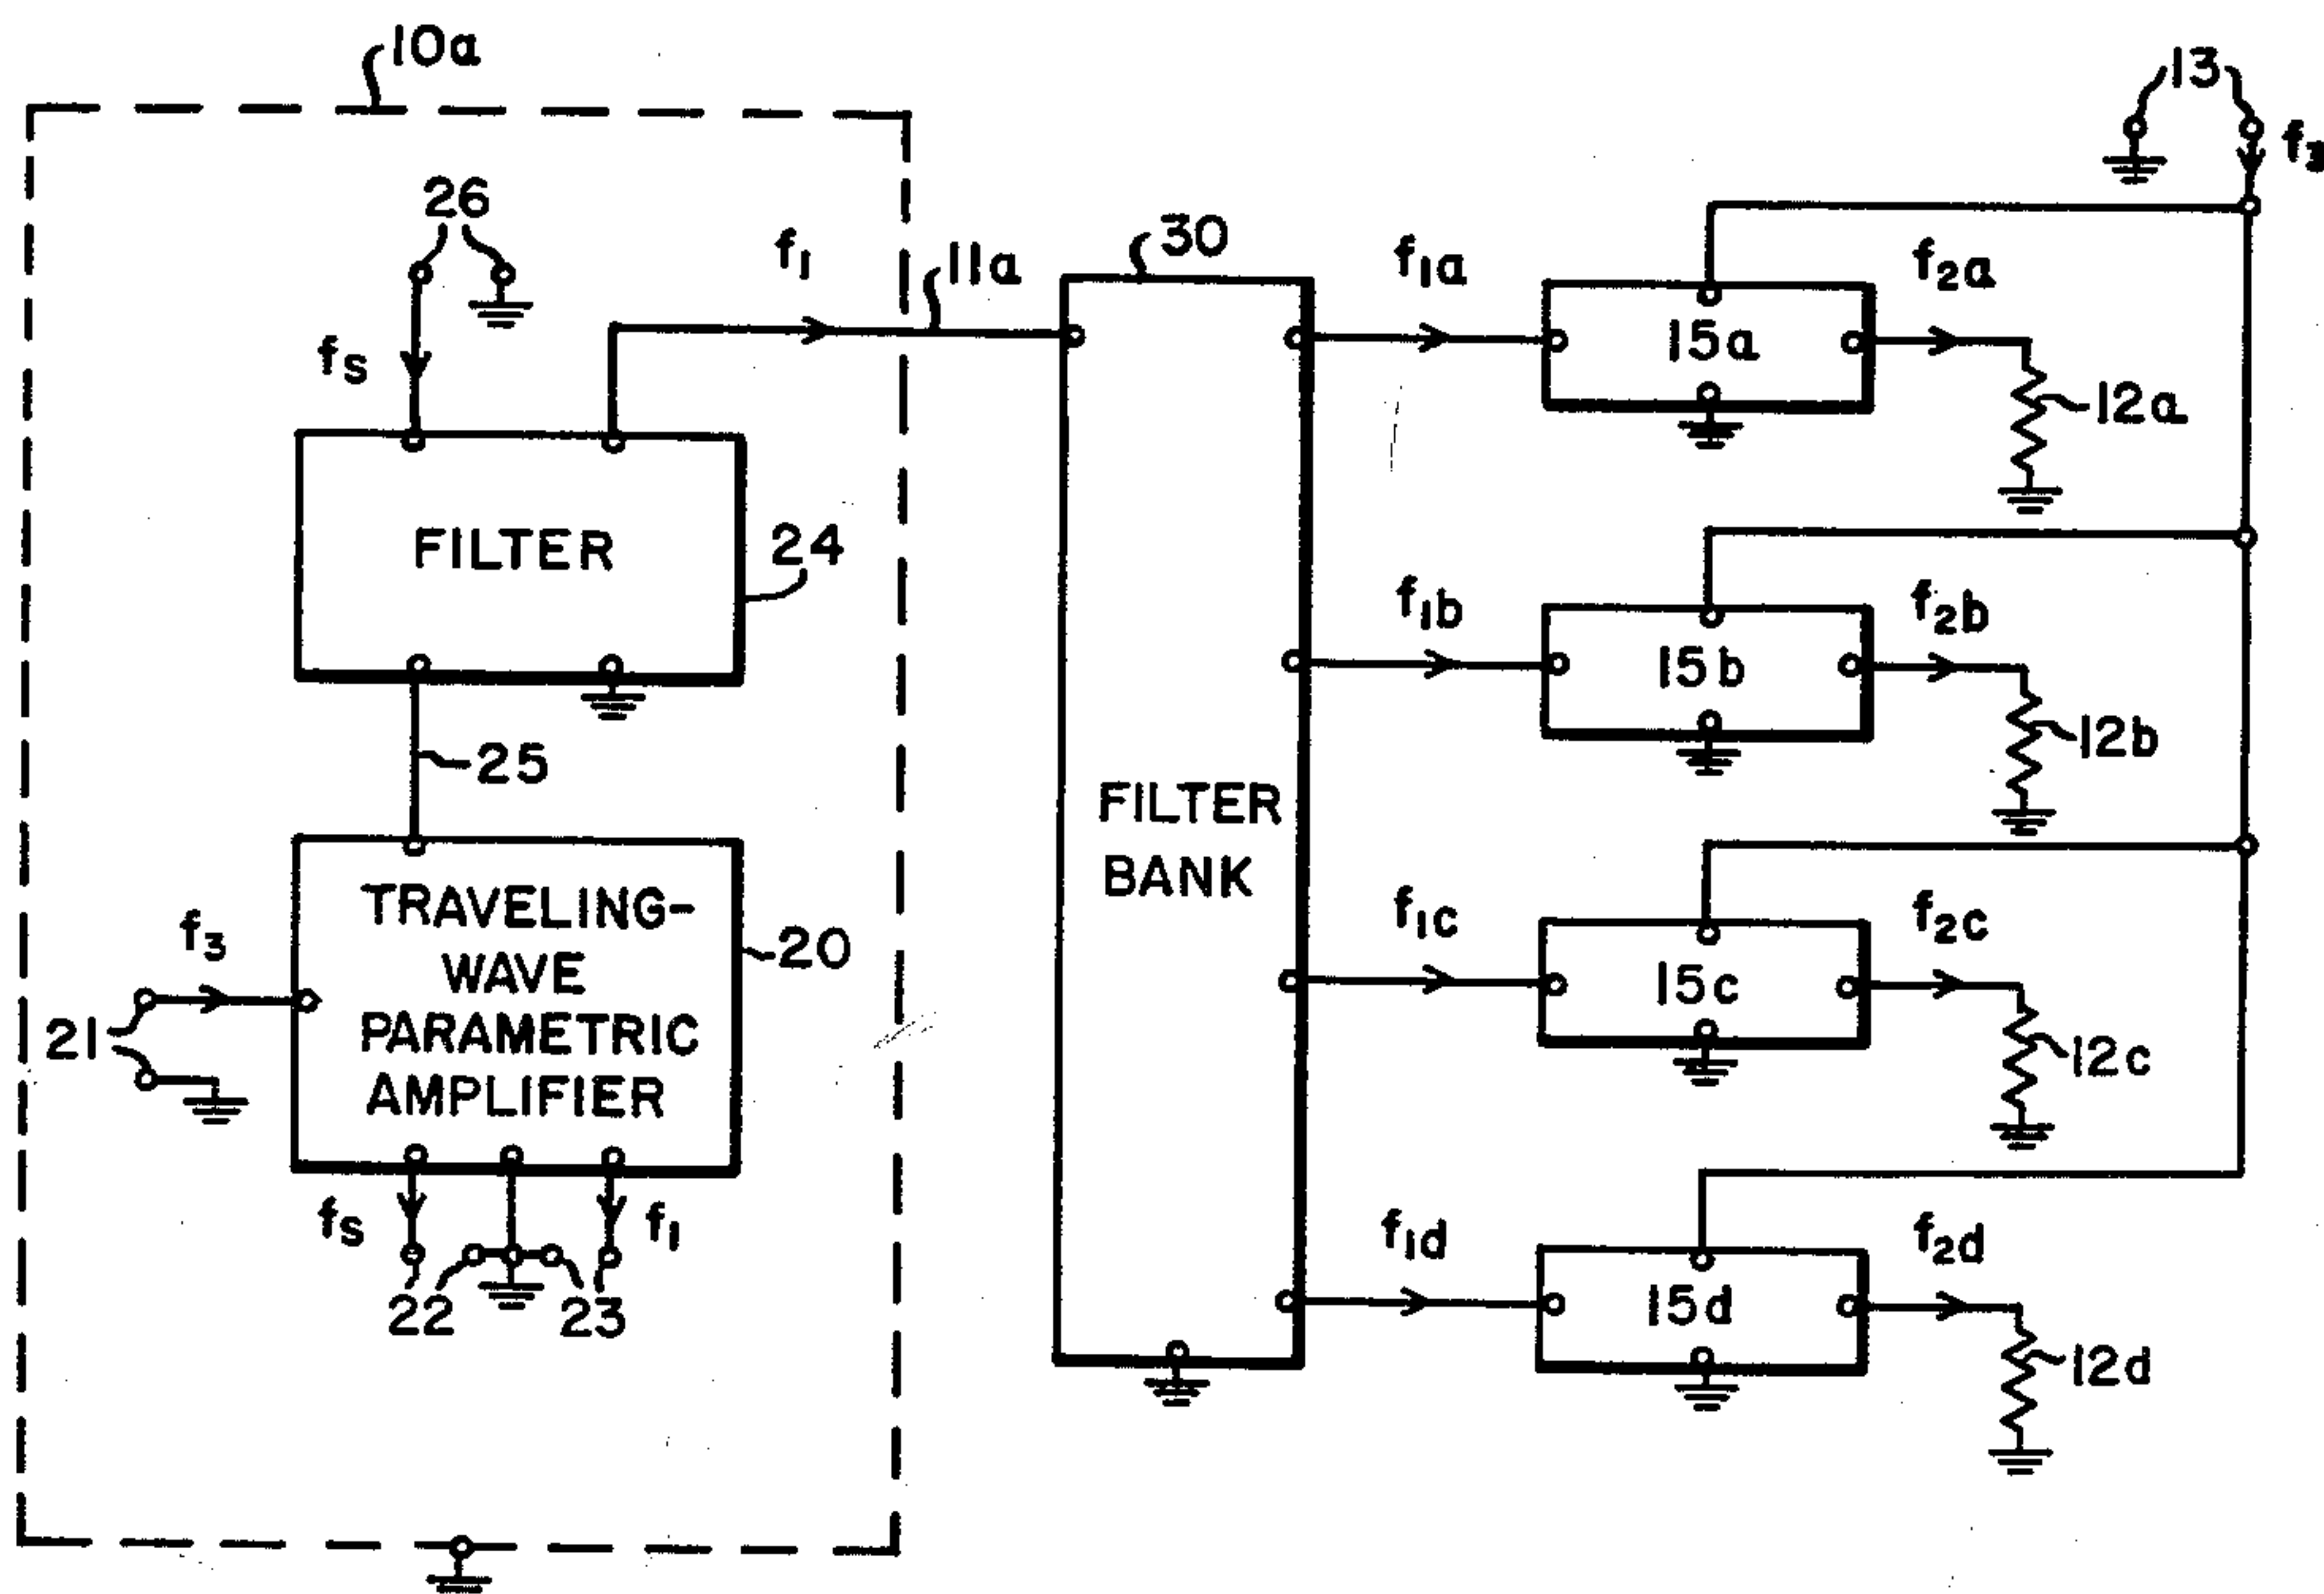 10a
13
f3
26
30
f1
11a
f1a
f2a
fS
15a
12a
FILTER
24
f1b
f2b
15b
12b
25
FILTER
BANK
TRAVELING-
WAVE
PARAMETRIC
AMPLIFIER
f3
20
21
f1c
f2c
15c
12c
fS
f1
22
23
f1d
f2d
15d
12d